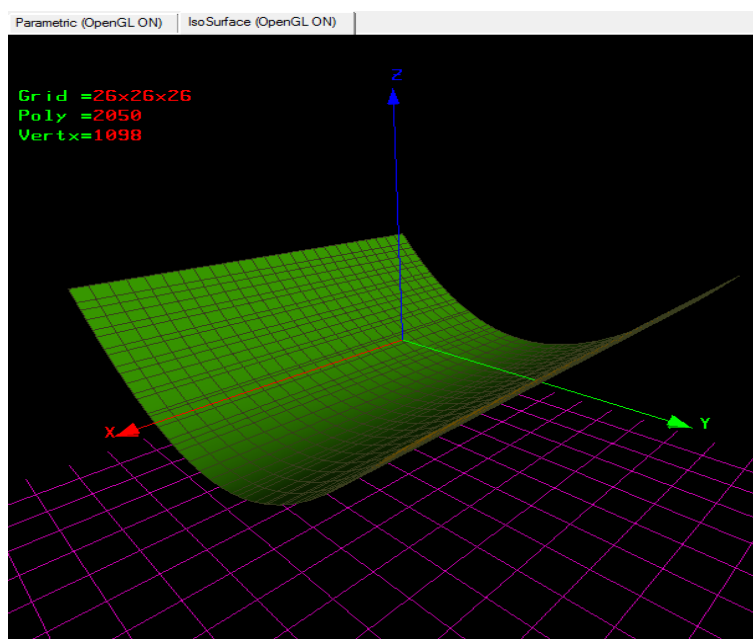 Parametric (OpenGL ON) IsoSurface (OpenGL ON)
Z
Grid =26x26x26
Poly =2050
Vertx=1098
X
Y